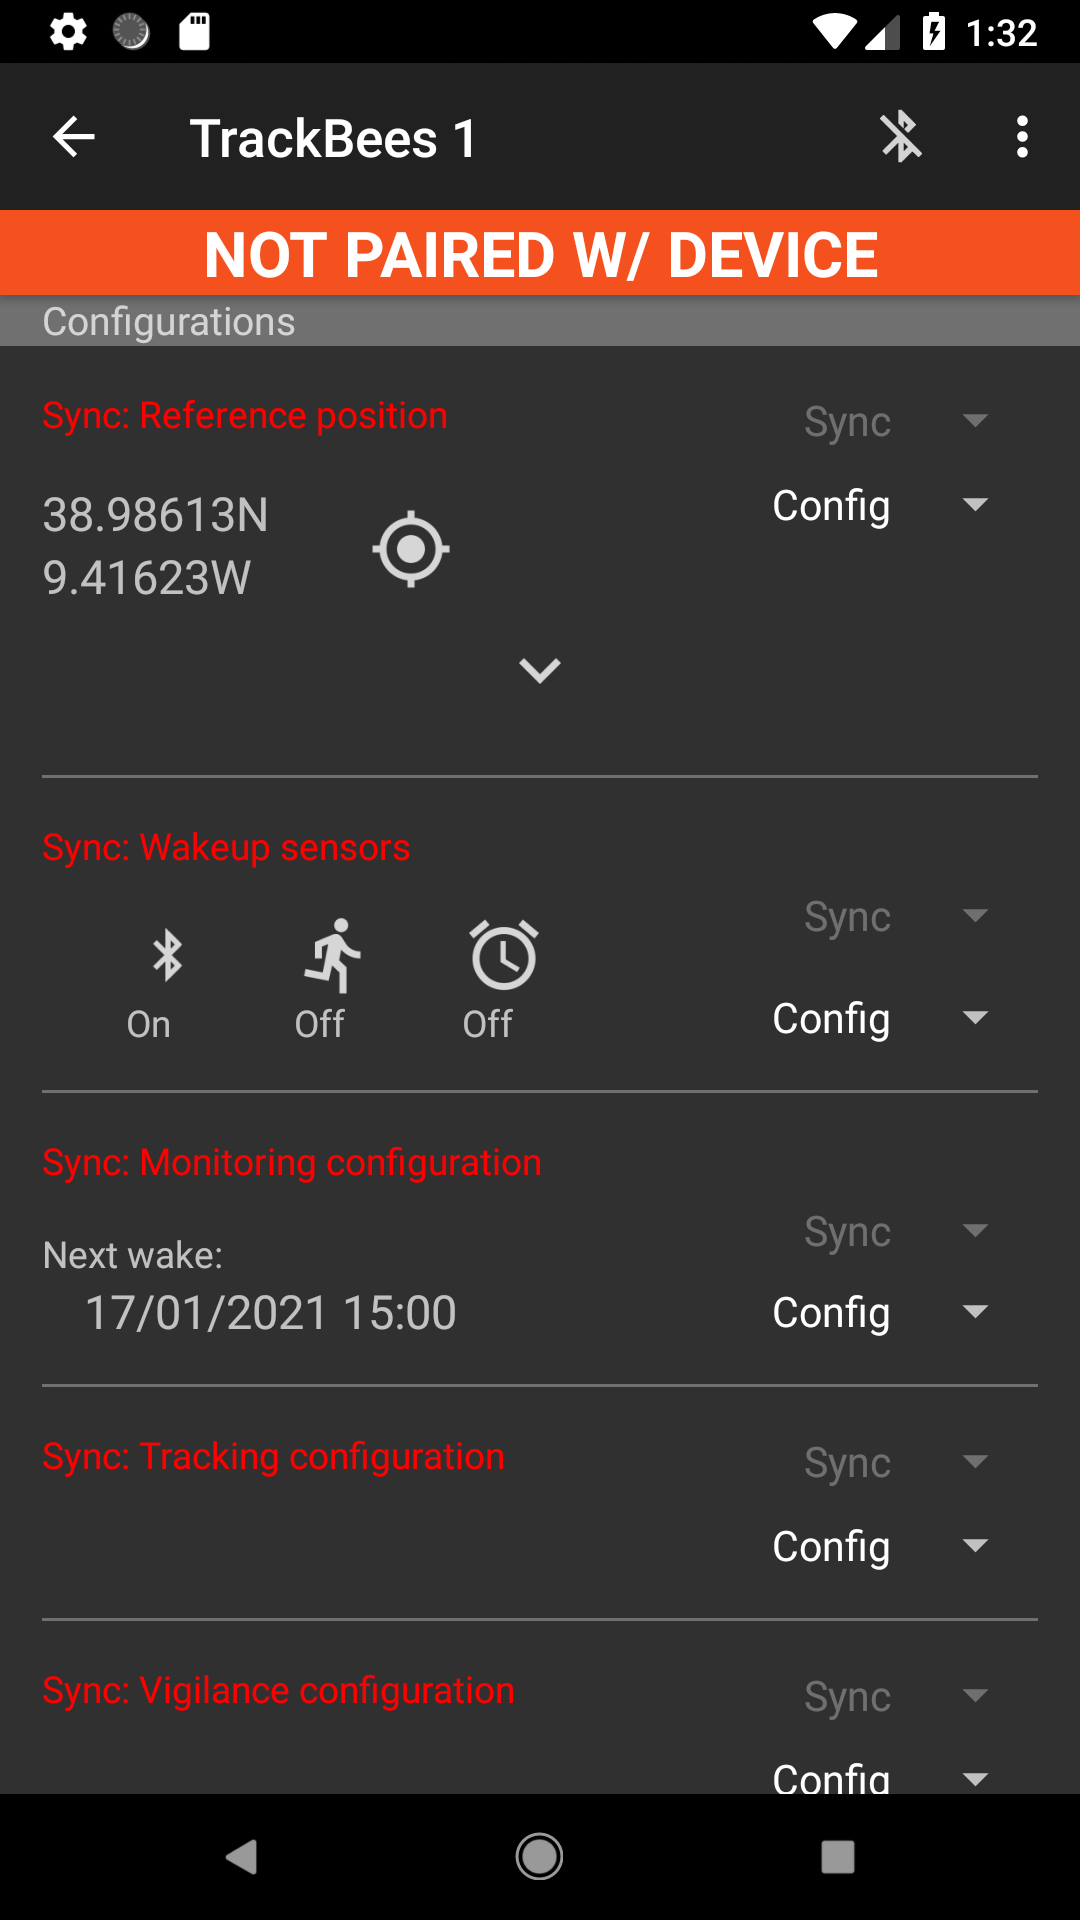 1:32
TrackBees 1
NOT PAIRED W/ DEVICE
Configurations
Sync: Reference position
Sync
38.98613N
Config
9.41623W
Sync: Wakeup sensors
Sync
On Off Off
Config
Sync: Monitoring configuration
Sync
Next wake:
17/01/2021 15:00
Config
Sync: Tracking configuration
Sync
Config
Sync: Vigilance configuration
Sync
Config